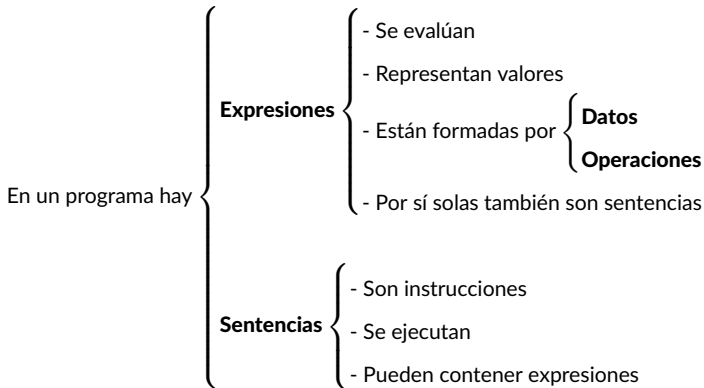 En un programa hay
Expresiones
- Se evalúan
- Representan valores
- Están formadas por
Datos
Operaciones
- Por sí solas también son sentencias
Sentencias
- Son instrucciones
- Se ejecutan
- Pueden contener expresiones